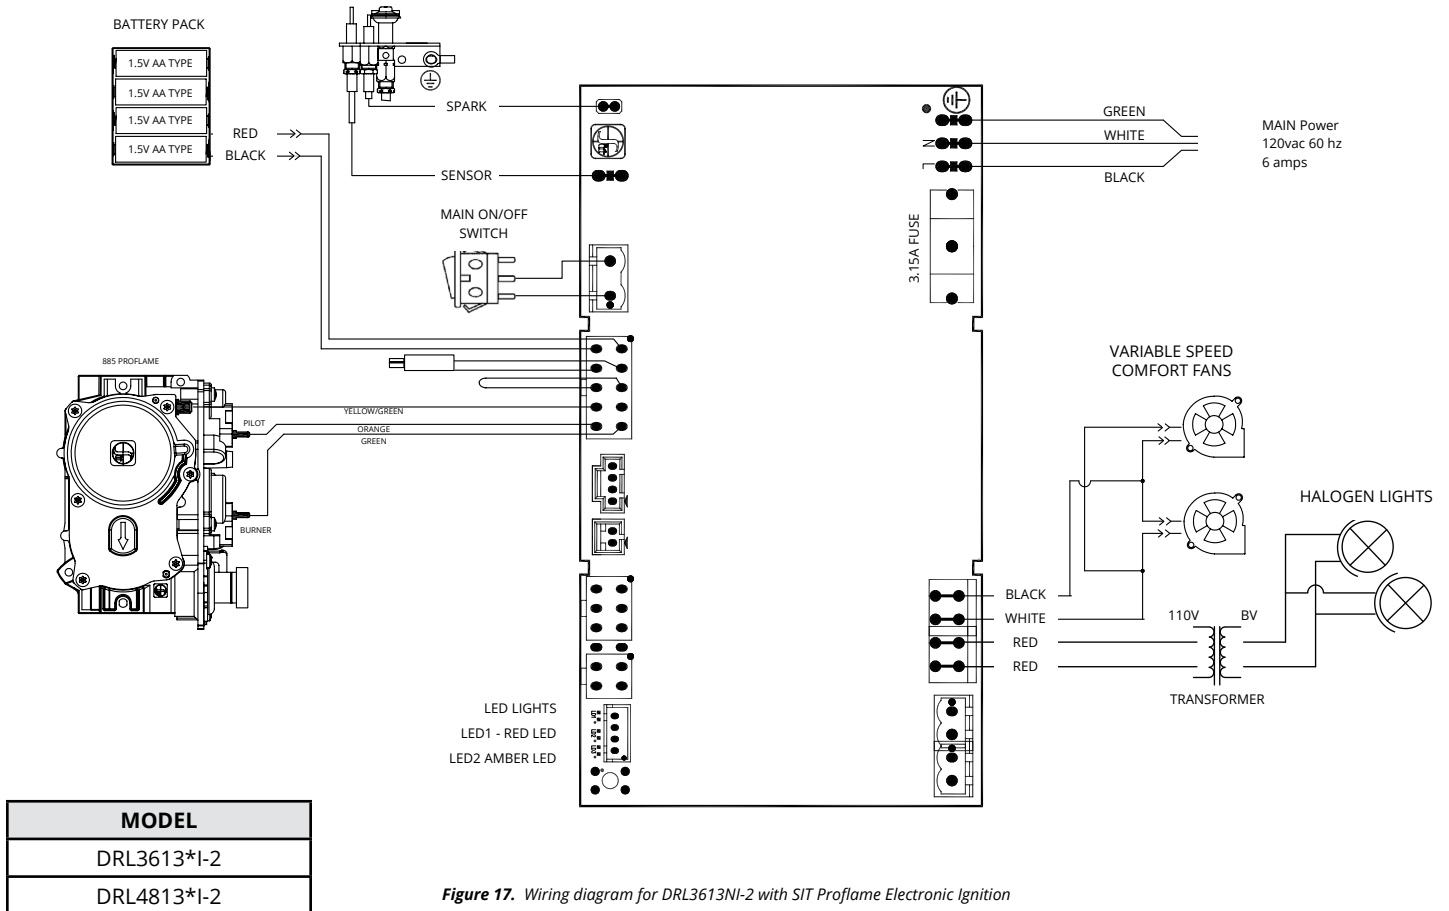 BATTERY PACK
1.5V AA TYPE
1.5V AA TYPE
1.5V AA TYPE
1.5V AA TYPE
RED
BLACK
SPARK
SENSOR
MAIN ON/OFF
SWITCH
GREEN
WHITE
BLACK
N
L
MAIN Power
120vac 60 hz
6 amps
3.15A FUSE
885 PROFLAME
PILOT
YELLOW/GREEN
ORANGE
GREEN
BURNER
VARIABLE SPEED
COMFORT FANS
HALOGEN LIGHTS
BLACK
WHITE
RED
RED
110V
BV
TRANSFORMER
LED LIGHTS
LED1 - RED LED
LED2 AMBER LED
MODEL
DRL3613*I-2
DRL4813*I-2
Figure 17. Wiring diagram for DRL3613NI-2 with SIT Proflame Electronic Ignition